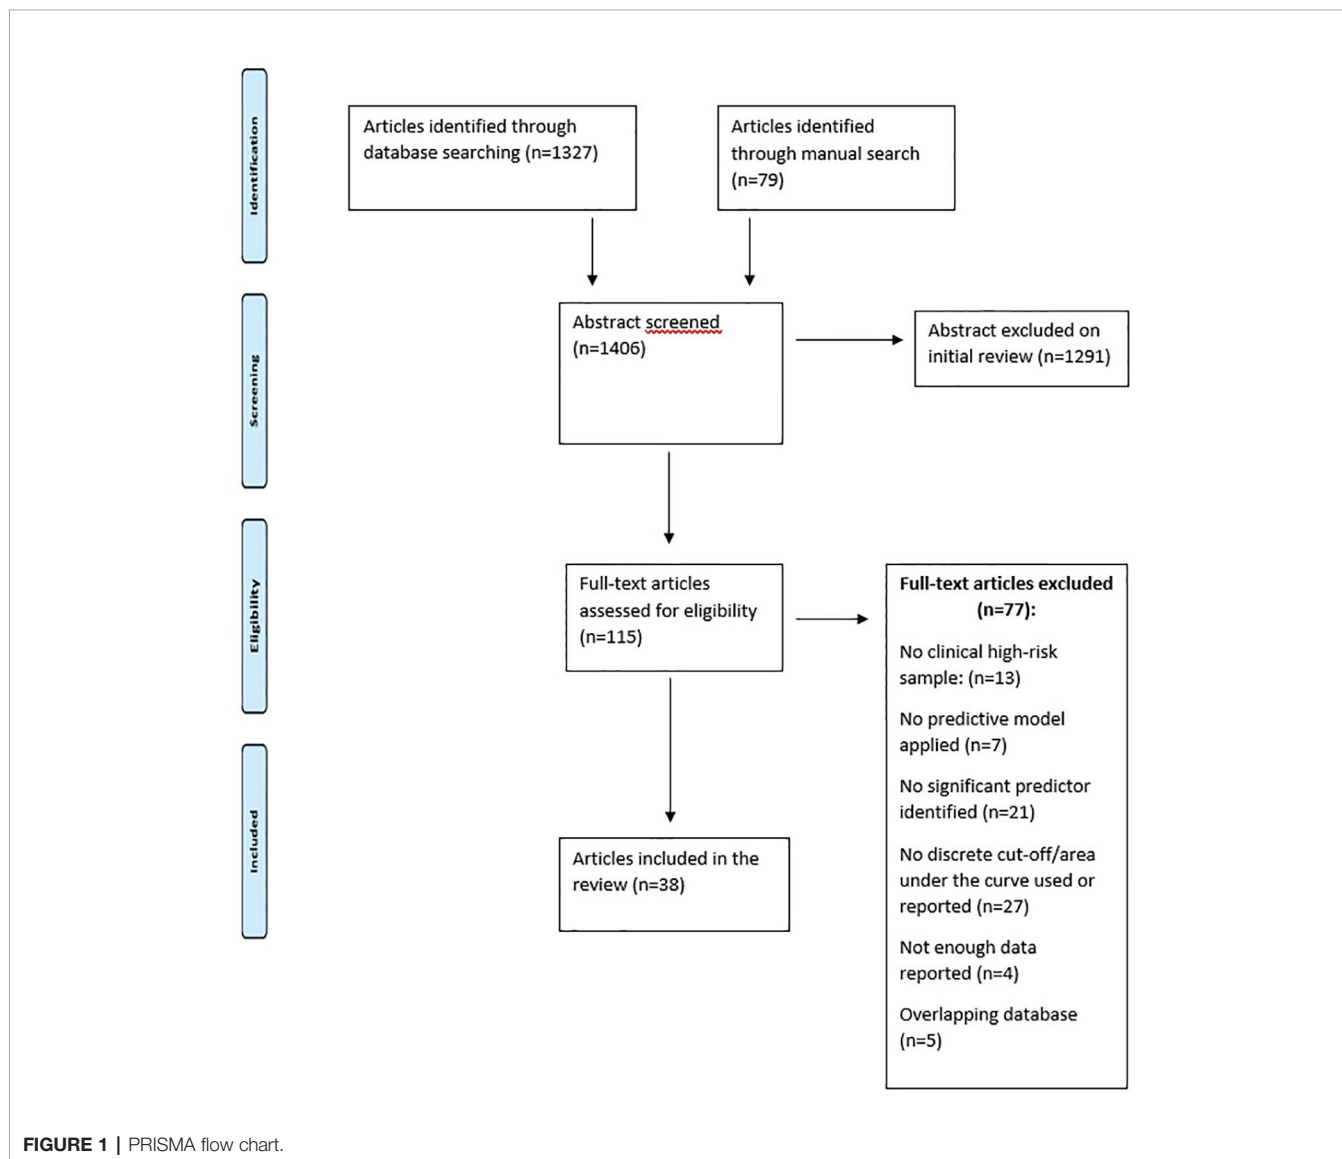 Identification
Articles identified through
database searching (n=1327)
Articles identified
through manual search
(n=79)
Screening
Abstract screened
(n=1406)
Abstract excluded on
initial review (n=1291)
Eligibility
Full-text articles
assessed for eligibility
(n=115)
Full-text articles excluded
(n=77):
No clinical high-risk
sample: (n=13)
No predictive model
applied (n=7)
No significant predictor
identified (n=21)
No discrete cut-off/area
under the curve used or
reported (n=27)
Not enough data
reported (n=4)
Overlapping database
(n=5)
Included
Articles included in the
review (n=38)
FIGURE 1 | PRISMA flow chart.